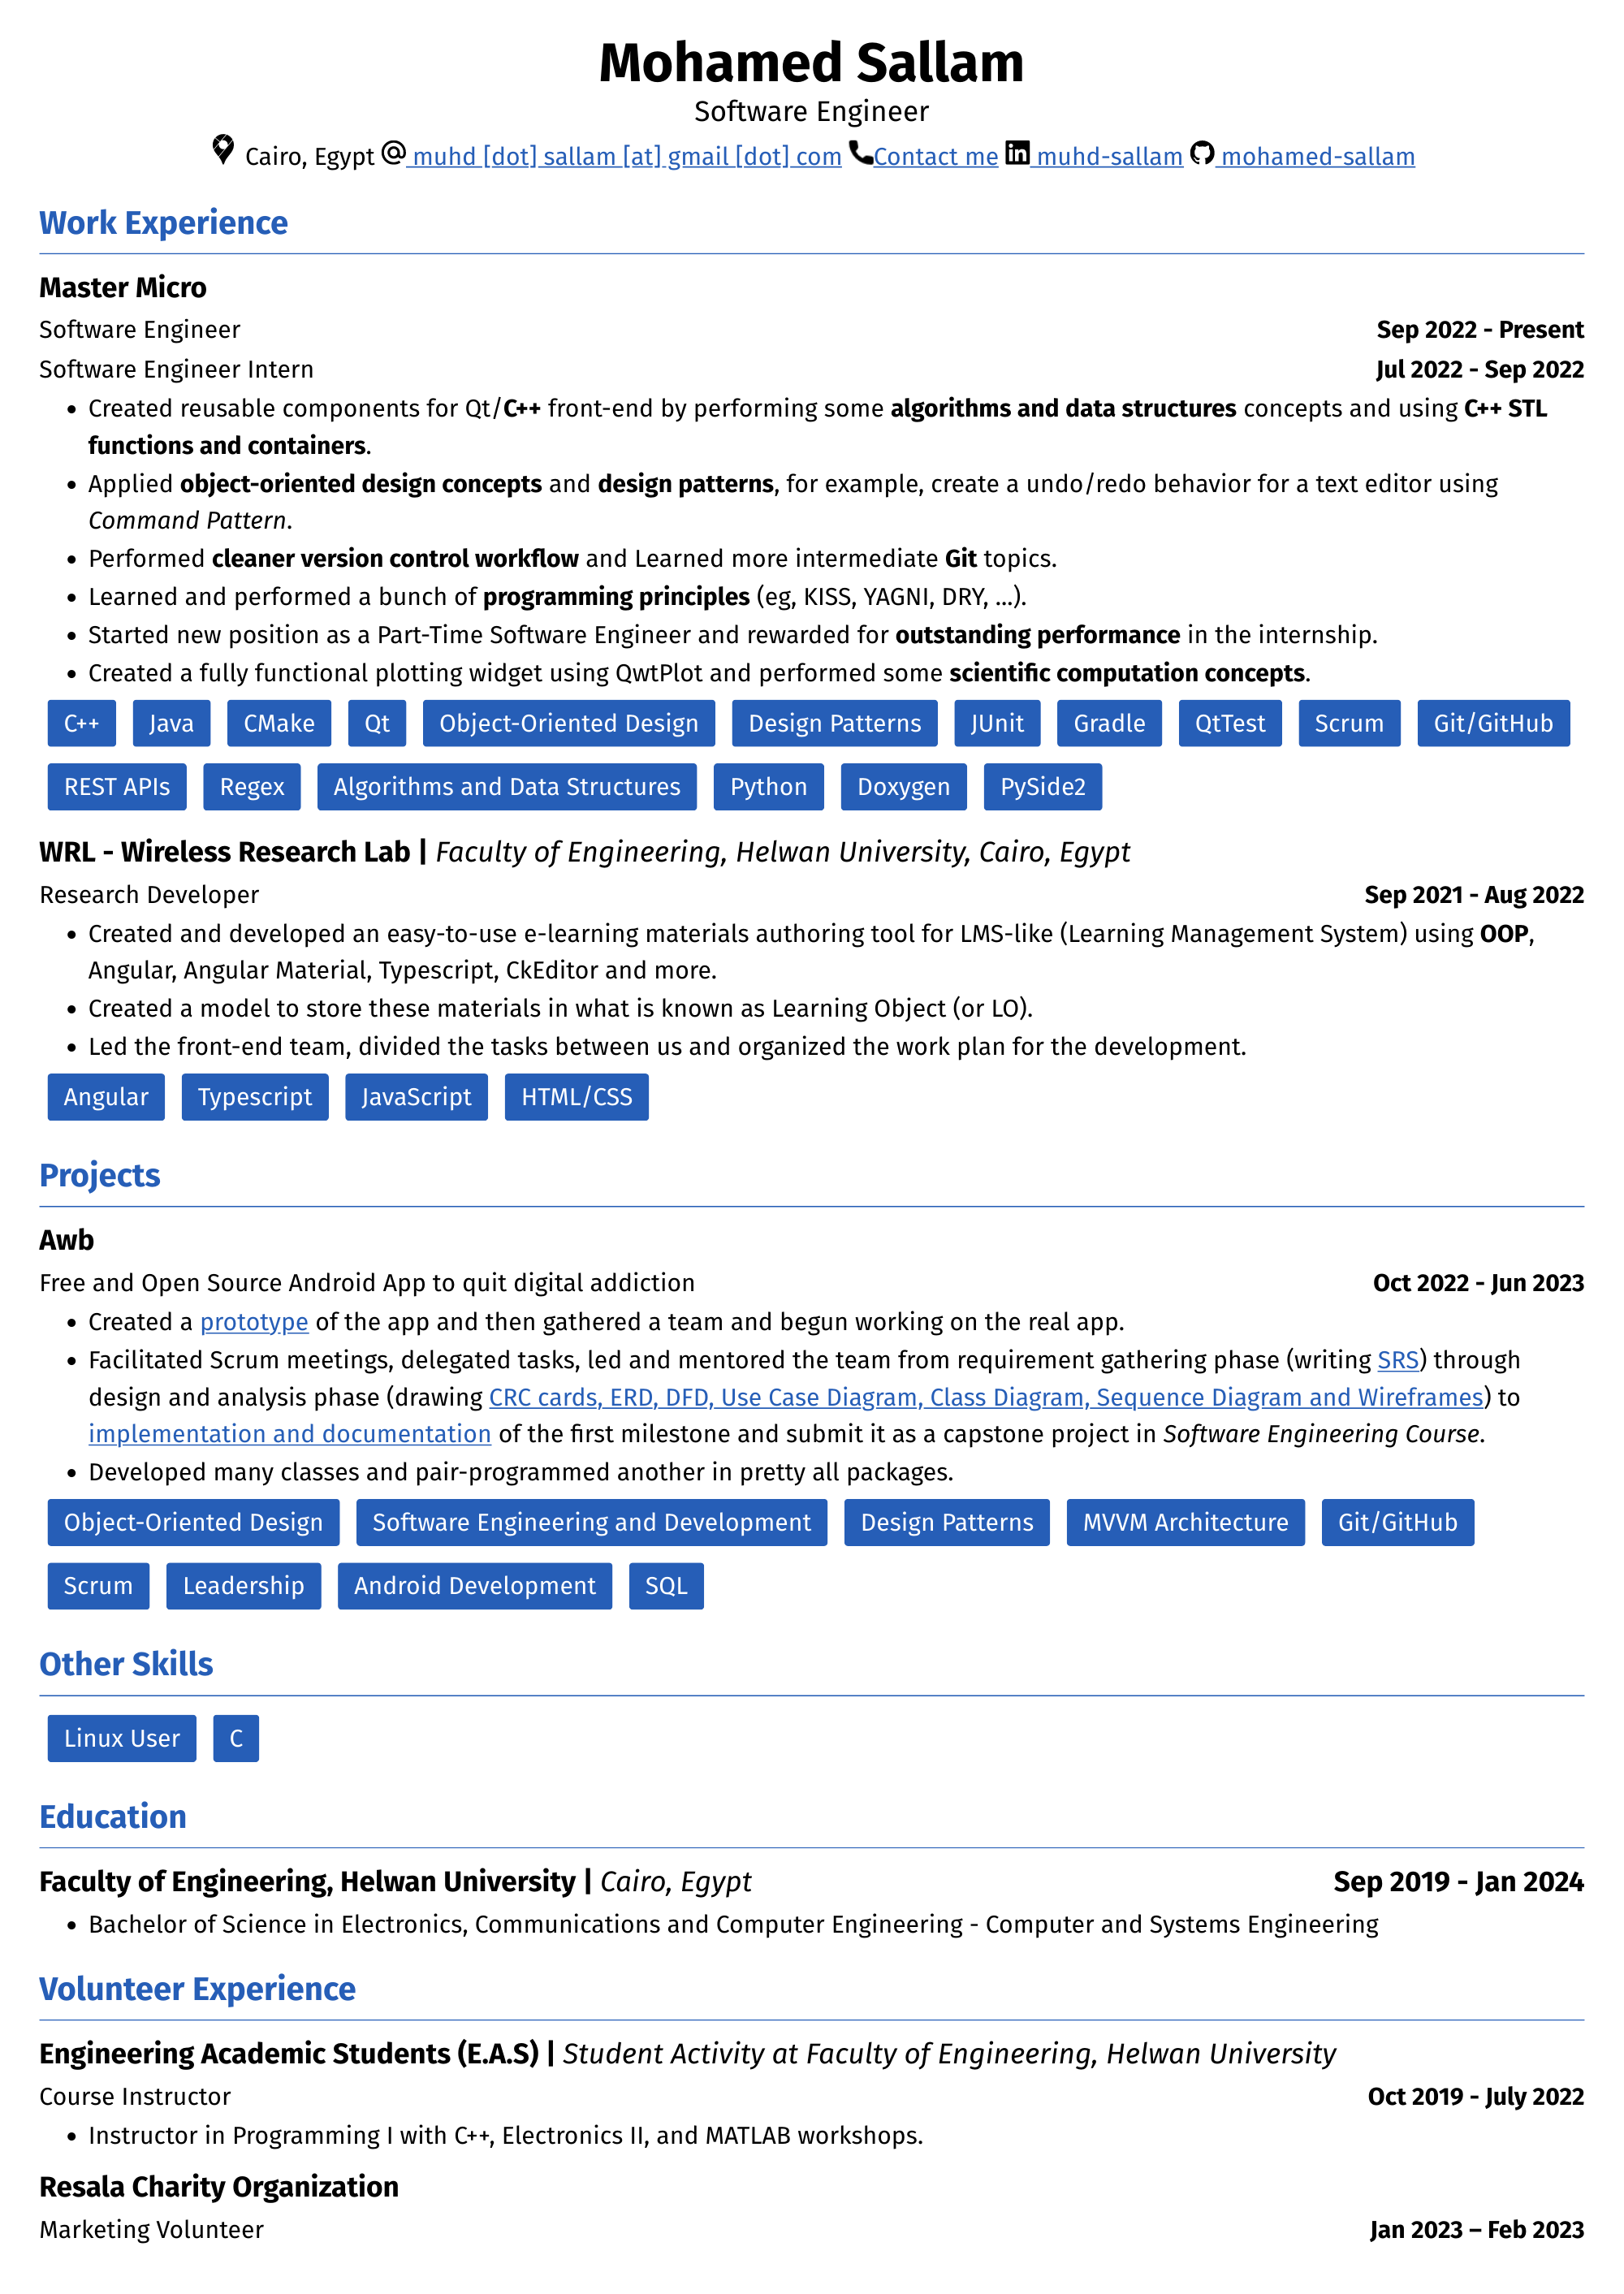 Mohamed Sallam
Software Engineer
Cairo, Egypt muhd [dot] sallam [at] gmail [dot] com Contact me muhd-sallam mohamed-sallam
Work Experience
Master Micro
Software Engineer Sep 2022 - Present
Software Engineer Intern Jul 2022 - Sep 2022
• Created reusable components for Qt/C++ front-end by performing some algorithms and data structures concepts and using C++ STL
functions and containers.
• Applied object-oriented design concepts and design patterns, for example, create a undo/redo behavior for a text editor using
Command Pattern.
• Performed cleaner version control workflow and Learned more intermediate Git topics.
• Learned and performed a bunch of programming principles (eg, KISS, YAGNI, DRY, ...).
• Started new position as a Part-Time Software Engineer and rewarded for outstanding performance in the internship.
• Created a fully functional plotting widget using QwtPlot and performed some scientific computation concepts.
C++ Java CMake Qt Object-Oriented Design Design Patterns JUnit Gradle QtTest Scrum Git/GitHub
REST APIs Regex Algorithms and Data Structures Python Doxygen PySide2
WRL - Wireless Research Lab | Faculty of Engineering, Helwan University, Cairo, Egypt
Research Developer Sep 2021 - Aug 2022
• Created and developed an easy-to-use e-learning materials authoring tool for LMS-like (Learning Management System) using OOP,
Angular, Angular Material, Typescript, CkEditor and more.
• Created a model to store these materials in what is known as Learning Object (or LO).
• Led the front-end team, divided the tasks between us and organized the work plan for the development.
Angular Typescript JavaScript HTML/CSS
Projects
Awb
Free and Open Source Android App to quit digital addiction Oct 2022 - Jun 2023
• Created a prototype of the app and then gathered a team and begun working on the real app.
• Facilitated Scrum meetings, delegated tasks, led and mentored the team from requirement gathering phase (writing SRS) through
design and analysis phase (drawing CRC cards, ERD, DFD, Use Case Diagram, Class Diagram, Sequence Diagram and Wireframes) to
implementation and documentation of the first milestone and submit it as a capstone project in Software Engineering Course.
• Developed many classes and pair-programmed another in pretty all packages.
Object-Oriented Design Software Engineering and Development Design Patterns MVVM Architecture Git/GitHub
Scrum Leadership Android Development SQL
Other Skills
Linux User C
Education
Faculty of Engineering, Helwan University | Cairo, Egypt Sep 2019 - Jan 2024
• Bachelor of Science in Electronics, Communications and Computer Engineering - Computer and Systems Engineering
Volunteer Experience
Engineering Academic Students (E.A.S) | Student Activity at Faculty of Engineering, Helwan University
Course Instructor Oct 2019 - July 2022
• Instructor in Programming I with C++, Electronics II, and MATLAB workshops.
Resala Charity Organization
Marketing Volunteer Jan 2023 – Feb 2023